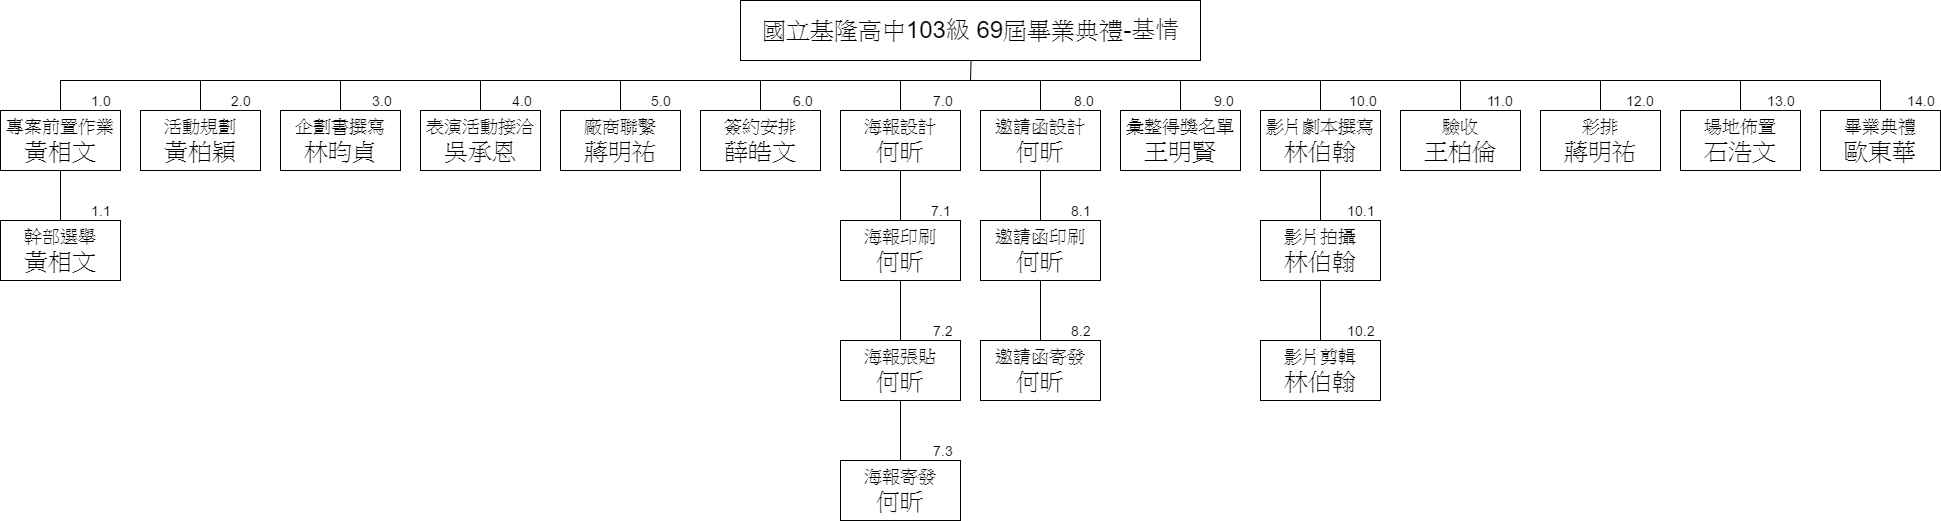 國立基隆高中103級 69屆畢業典禮-基情
1.0
專案前置作業
黃相文
2.0
活動規劃
黃柏穎
3.0
企劃書撰寫
林昀貞
4.0
表演活動接洽
吳承恩
5.0
廠商聯繫
蔣明祐
6.0
簽約安排
薛皓文
7.0
海報設計
何昕
8.0
邀請函設計
何昕
9.0
彙整得獎名單
王明賢
10.0
影片劇本撰寫
林伯翰
11.0
驗收
王柏倫
12.0
彩排
蔣明祐
13.0
場地佈置
石浩文
14.0
畢業典禮
歐東華
1.1
幹部選舉
黃相文
7.1
海報印刷
何昕
8.1
邀請函印刷
何昕
10.1
影片拍攝
林伯翰
7.2
海報張貼
何昕
8.2
邀請函寄發
何昕
10.2
影片剪輯
林伯翰
7.3
海報寄發
何昕